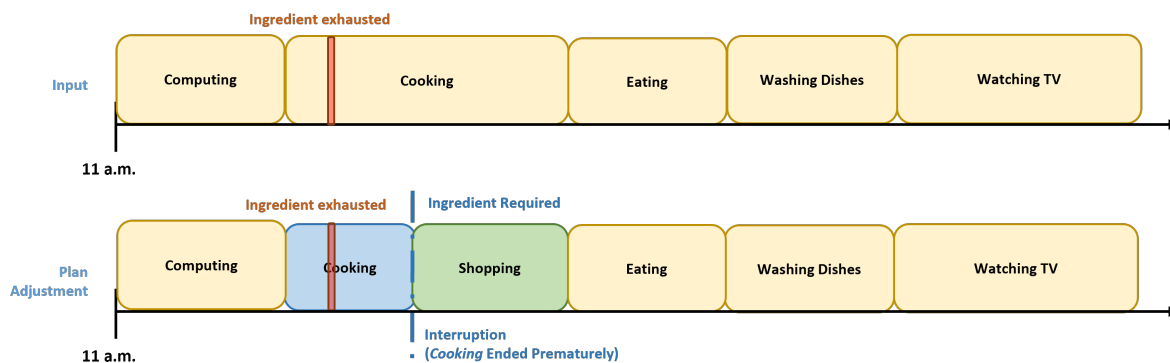 Ingredient exhausted
Input
Computing
Cooking
Eating
Washing Dishes
Watching TV
11 a.m.
Ingredient exhausted
Ingredient Required
Plan
Adjustment
Computing
Cooking
Shopping
Eating
Washing Dishes
Watching TV
11 a.m.
Interruption
(Cooking Ended Prematurely)